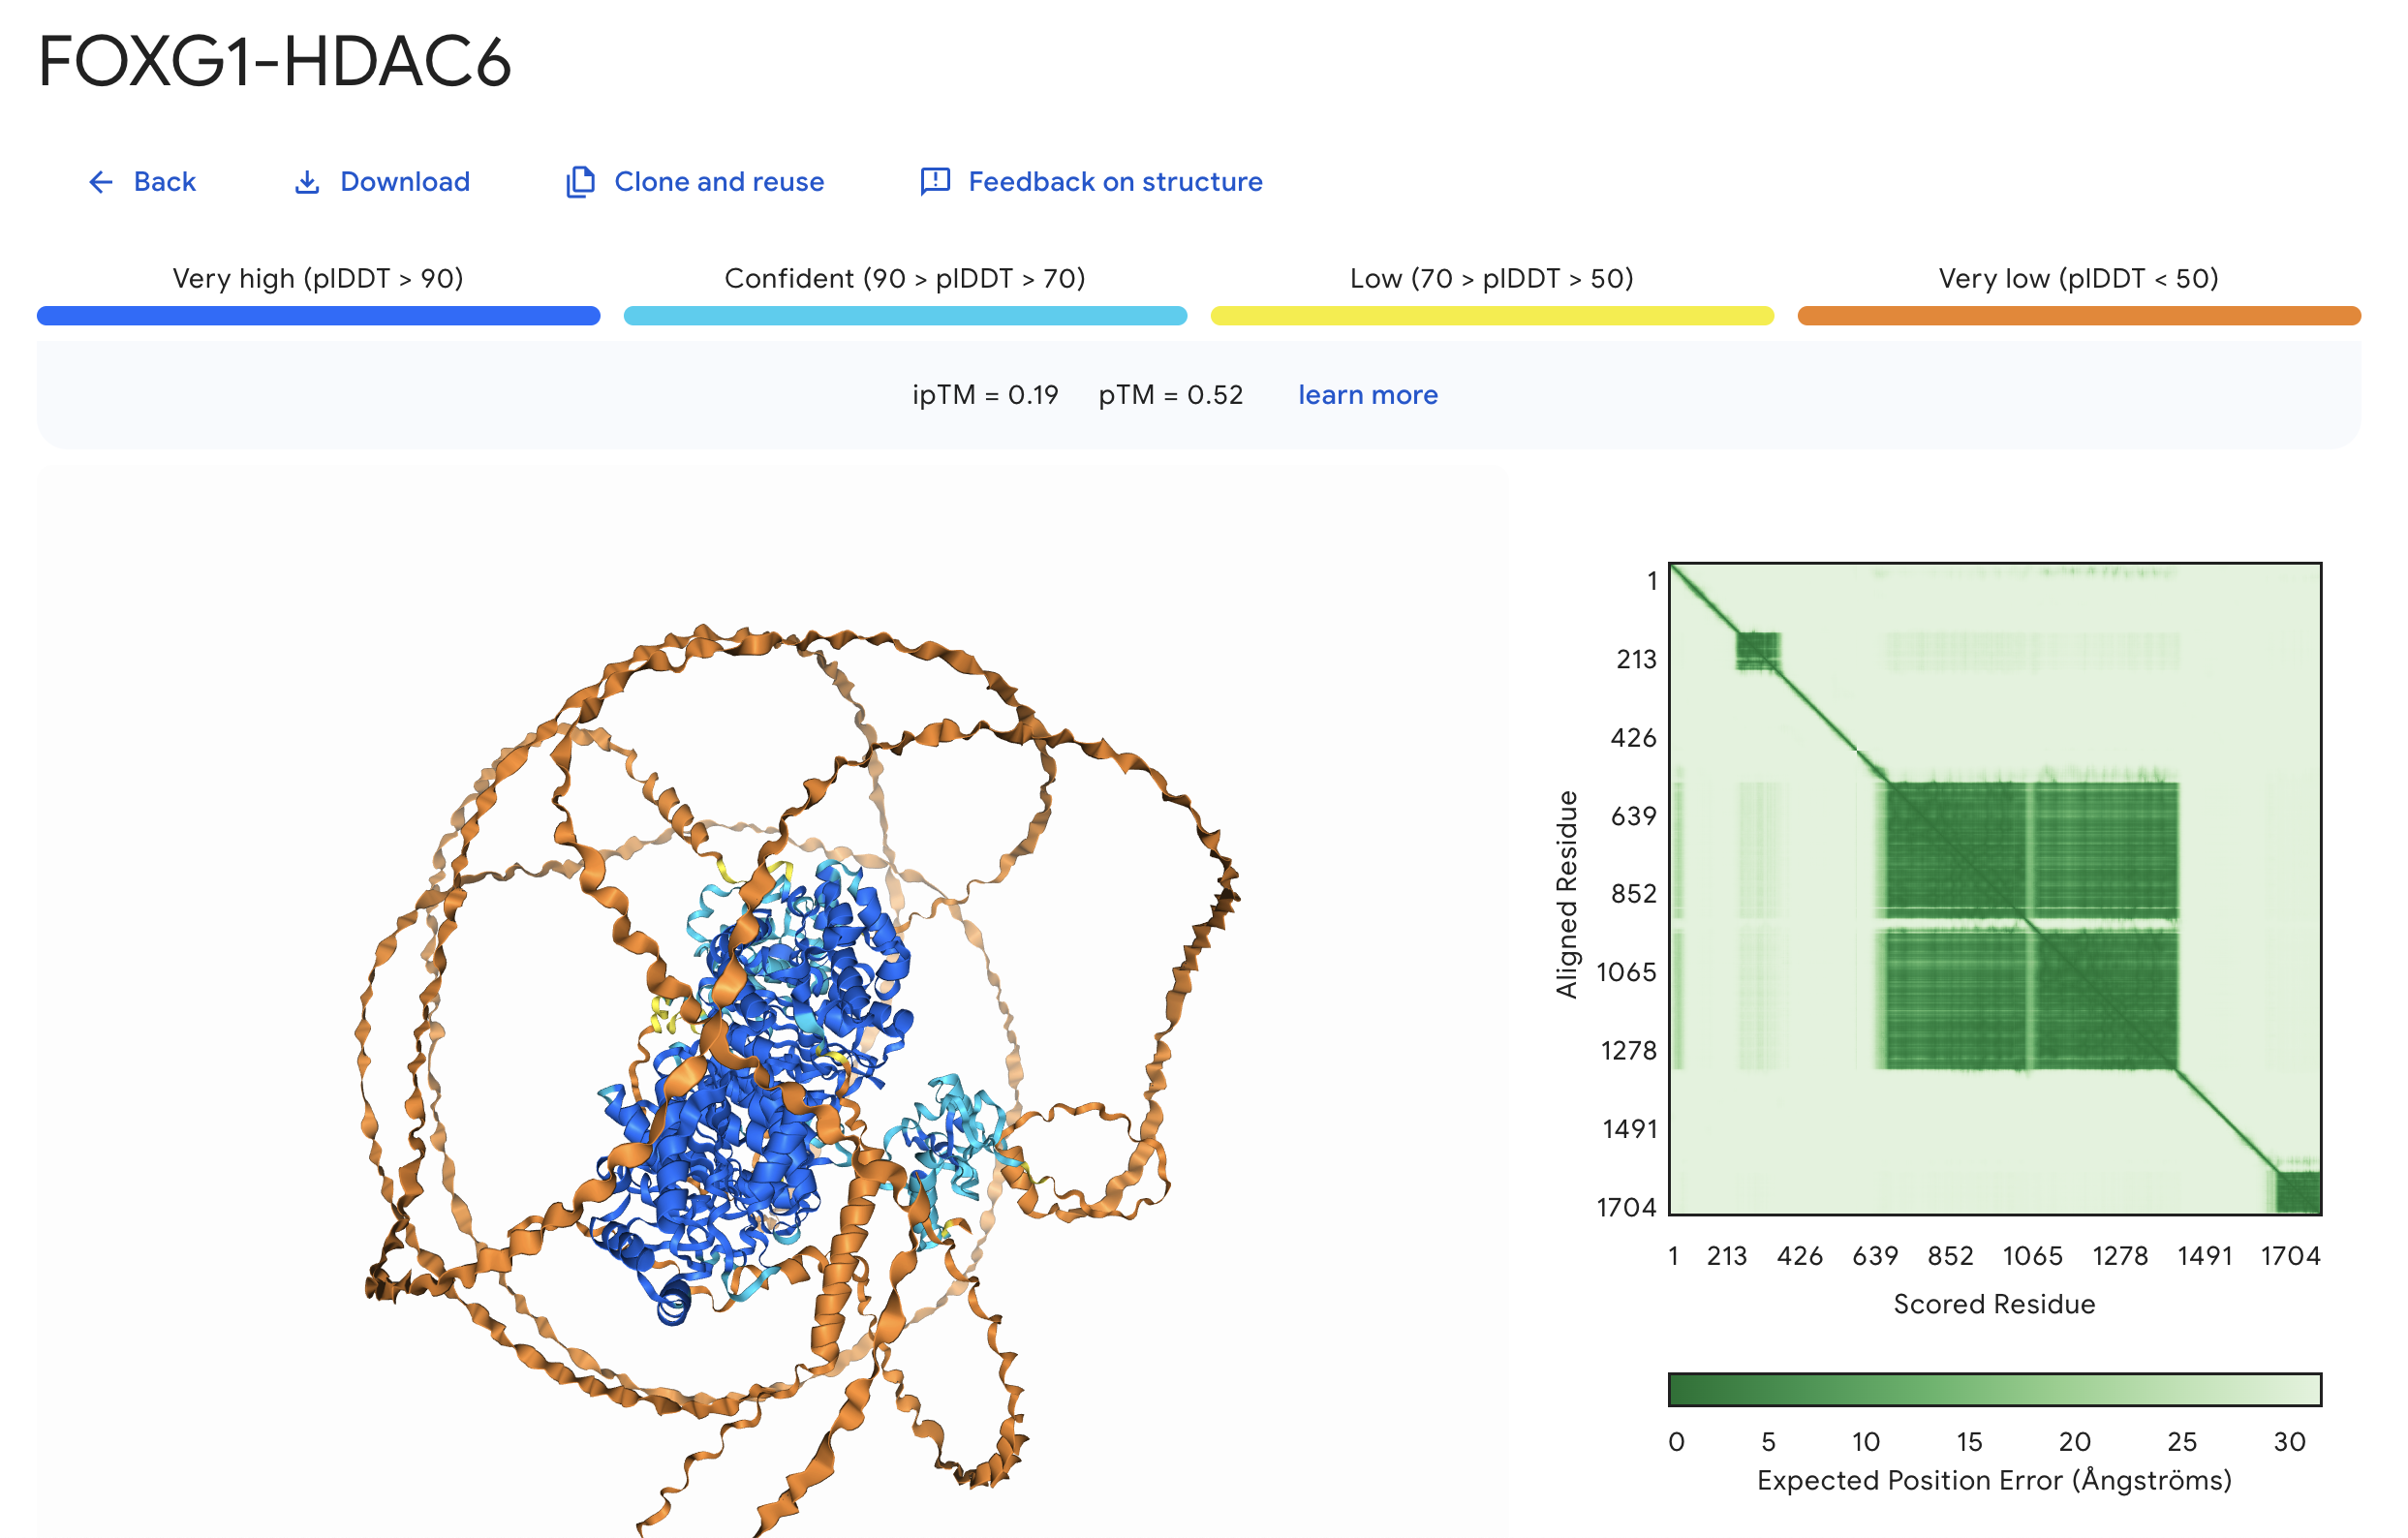 FOXG1-HDAC6
Back Download Clone and reuse Feedback on structure
Very high (plDDT > 90) Confident (90 > plDDT > 70) Low (70 > plDDT > 50) Very low (plDDT < 50)
ipTM = 0.19 pTM = 0.52 learn more
Aligned Residue
1
213
426
639
852
1065
1278
1491
1704
1 213 426 639 852 1065 1278 1491 1704
Scored Residue
0 5 10 15 20 25 30
Expected Position Error (Ångströms)